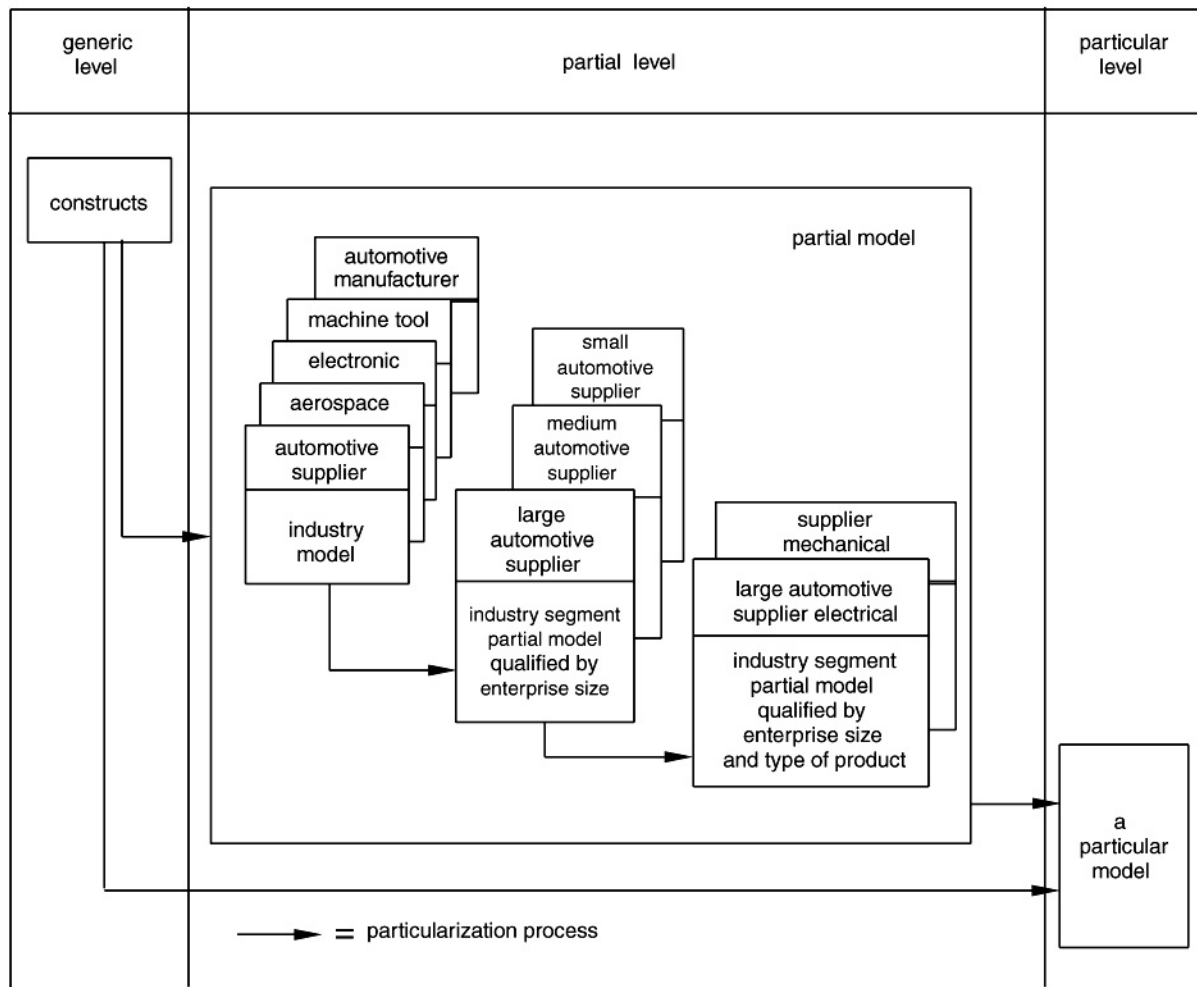 generic
level
partial level
particular
level
constructs
partial model
automotive
manufacturer
machine tool
electronic
aerospace
automotive
supplier
industry
model
small
automotive
supplier
medium
automotive
supplier
large
automotive
supplier
industry segment
partial model
qualified by
enterprise size
supplier
mechanical
large automotive
supplier electrical
industry segment
partial model
qualified by
enterprise size
and type of product
a
particular
model
= particularization process